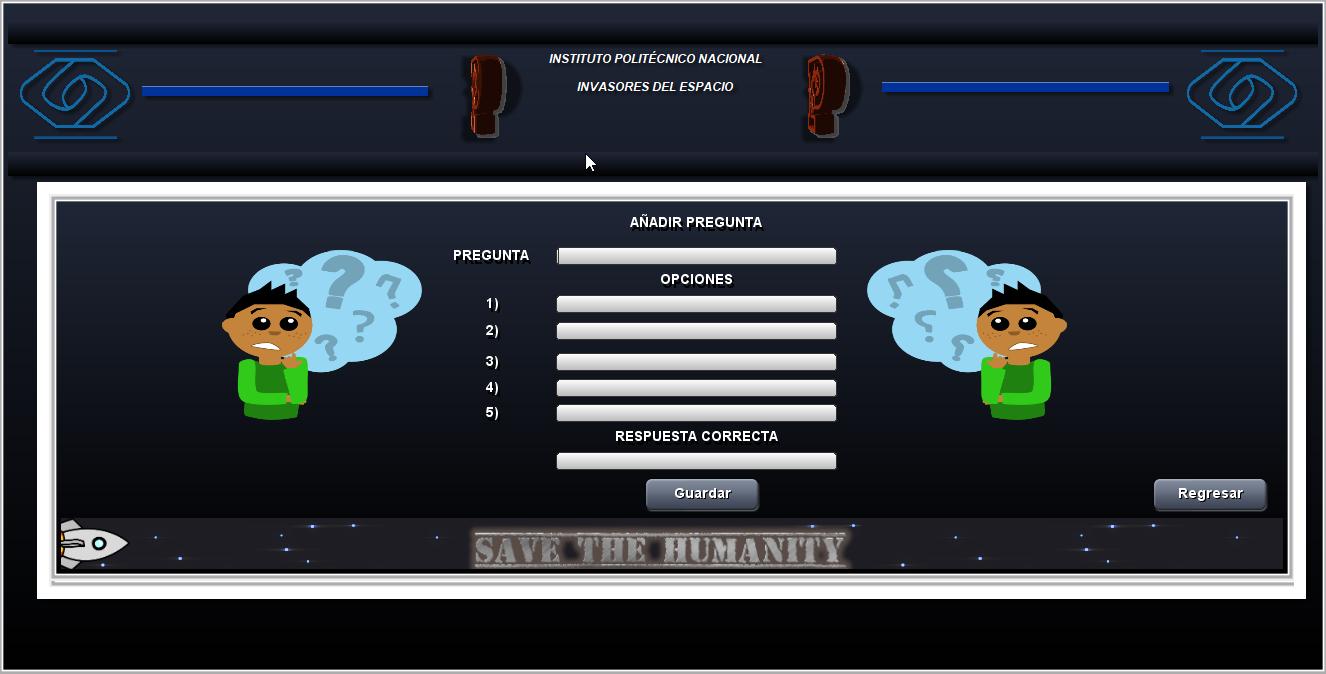 INSTITUTO POLITÉCNICO NACIONAL
INVASORES DEL ESPACIO
AÑADIR PREGUNTA
PREGUNTA
OPCIONES
1)
2)
3)
4)
5)
RESPUESTA CORRECTA
Guardar
Regresar
SAVE THE HUMANITY